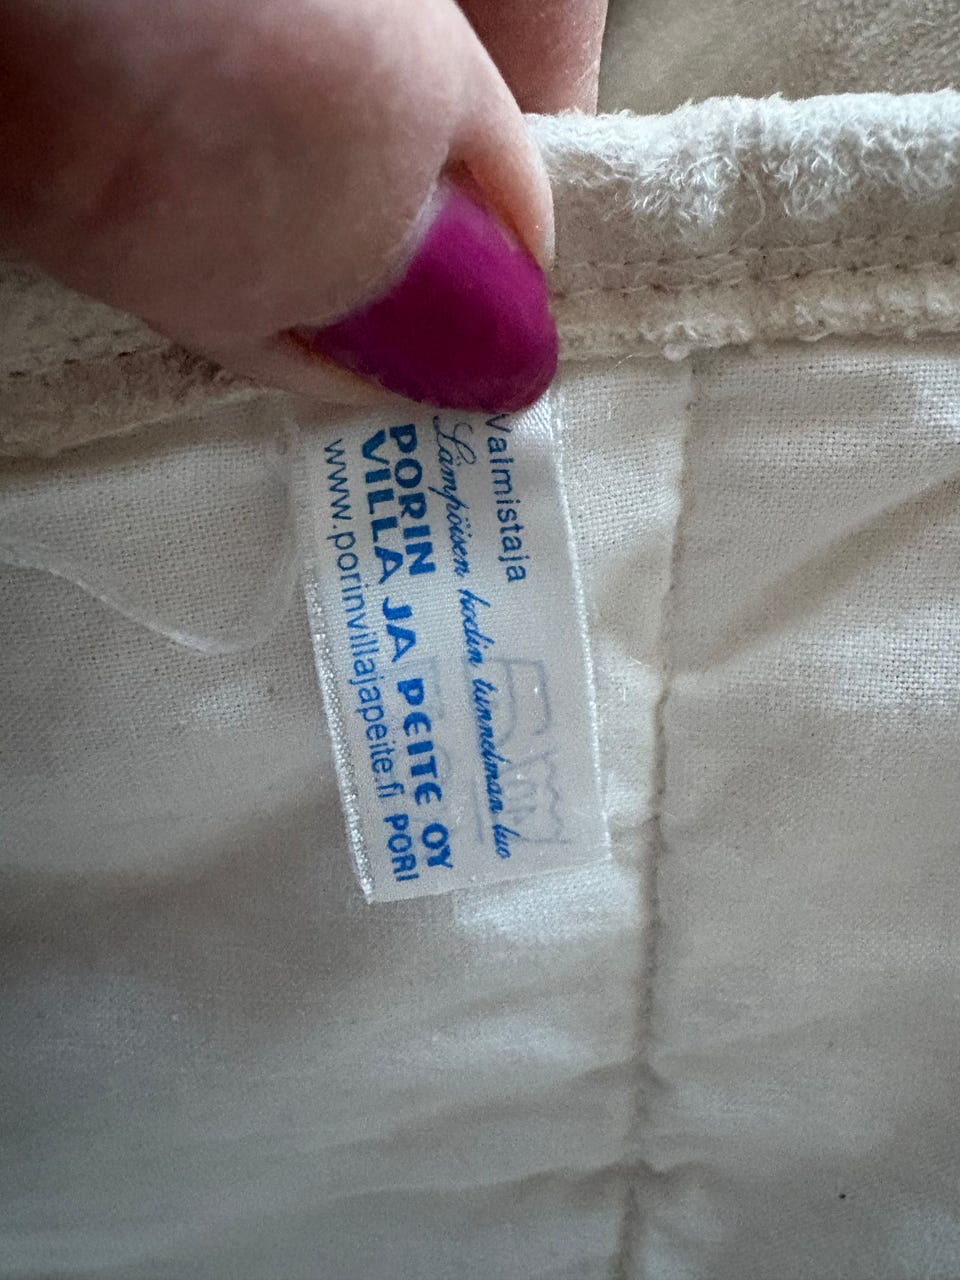 Valmistaja
Lämpöisen kodin tunnelman luo
PORIN
VILLA JA PEITE OY
www.porinvillajapeite.fi PORI